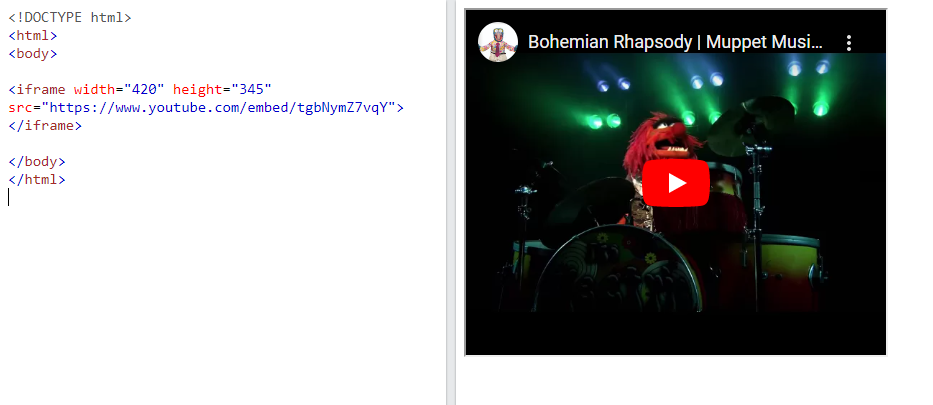 <!DOCTYPE html>
<html>
<body>
<iframe width="420" height="345"
src="https://www.youtube.com/embed/tgbNymZ7vqY">
</iframe>
</body>
</html>
Bohemian Rhapsody | Muppet Musi...